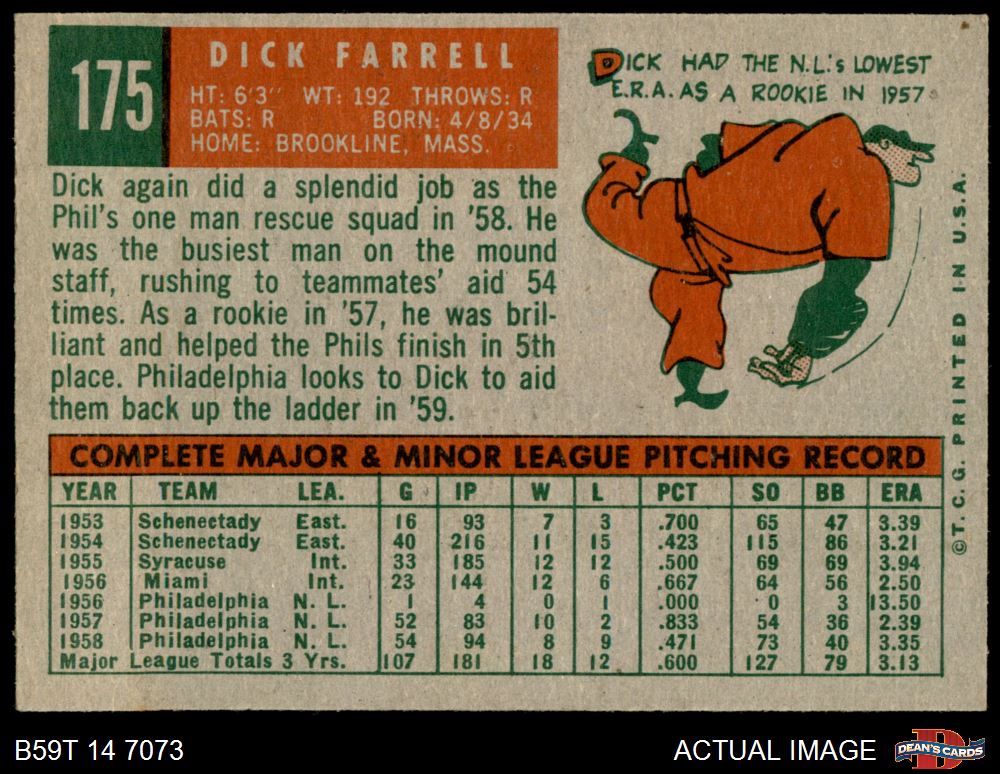 175
DICK FARRELL
HT: 6'3" WT: 192 THROWS: R
BATS: R BORN: 4/8/34
HOME: BROOKLINE, MASS.
DICK HAD THE N.L.'s LOWEST
E.R.A. AS A ROOKIE IN 1957
Dick again did a splendid job as the
Phil's one man rescue squad in '58. He
was the busiest man on the mound
staff, rushing to teammates' aid 54
times. As a rookie in '57, he was bril-
liant and helped the Phils finish in 5th
place. Philadelphia looks to Dick to aid
them back up the ladder in '59.
©T. C. G. PRINTED IN U.S.A.
COMPLETE MAJOR & MINOR LEAGUE PITCHING RECORD
YEAR TEAM LEA. G IP W L PCT SO BB ERA
1953 Schenectady East. 16 93 7 3 .700 65 47 3.39
1954 Schenectady East. 40 216 11 15 .423 115 86 3.21
1955 Syracuse Int. 33 185 12 12 .500 69 69 3.94
1956 Miami Int. 23 144 12 6 .667 64 56 2.50
1956 Philadelphia N. L. 1 4 0 1 .000 0 3 13.50
1957 Philadelphia N. L. 52 83 10 2 .833 54 36 2.39
1958 Philadelphia N. L. 54 94 8 9 .471 73 40 3.35
Major League Totals 3 Yrs. 107 181 18 12 .600 127 79 3.13
B59T 14 7073
ACTUAL IMAGE
DEAN'S CARDS